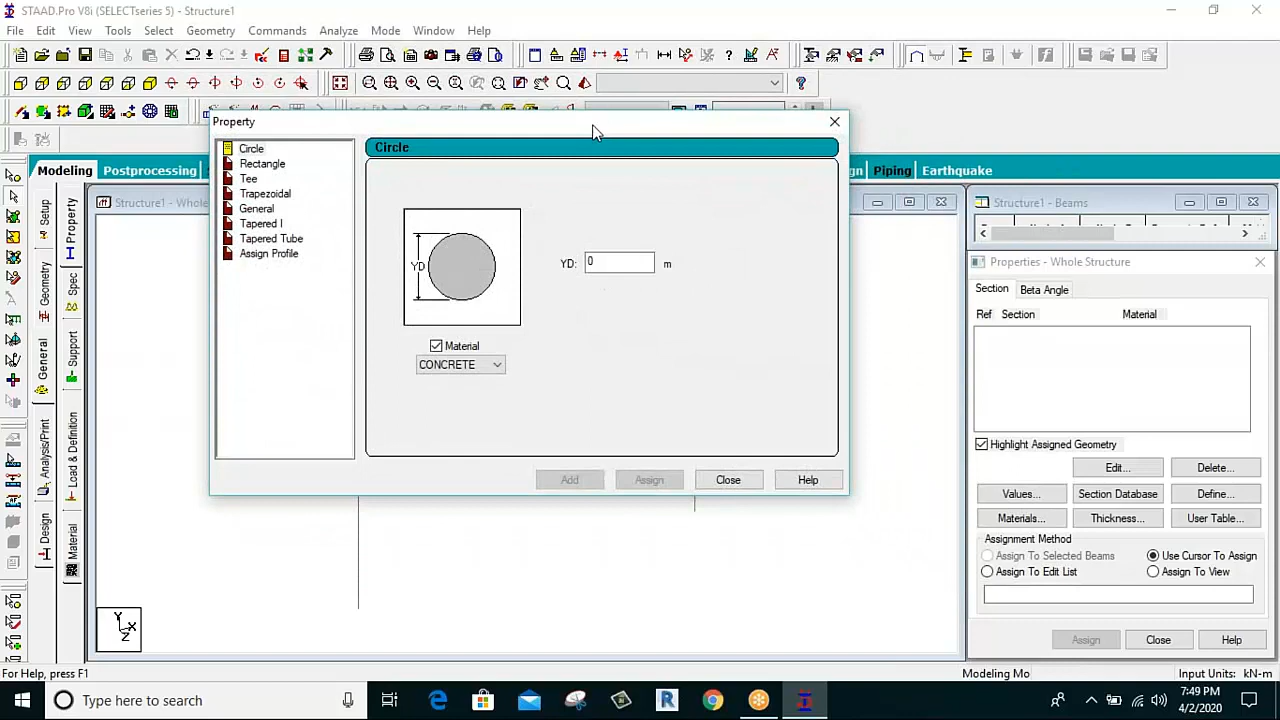 STAAD.Pro V8i (SELECTseries 5) - Structure1
File Edit View Tools Select Geometry Commands Analyze Mode Window Help
Property
Circle
Rectangle
Tee
Trapezoidal
General
Tapered I
Tapered Tube
Assign Profile
Circle
YD
YD: 0 m
Material
CONCRETE
Add Assign Close Help
Modeling Postprocessing
Piping Earthquake
Structure1 - Whole
Structure1 - Beams
Setup
Property
Geometry
Spec
General
Support
Analysis/Print
Load & Definition
Design
Material
Properties - Whole Structure
Section Beta Angle
Ref Section Material
Highlight Assigned Geometry
Edit... Delete...
Values... Section Database Define...
Materials... Thickness... User Table...
Assignment Method
Assign To Selected Beams Use Cursor To Assign
Assign To Edit List Assign To View
Assign Close Help
Y
X
Z
For Help, press F1
Modeling Mo Input Units: kN-m
Type here to search
7:49 PM
4/2/2020